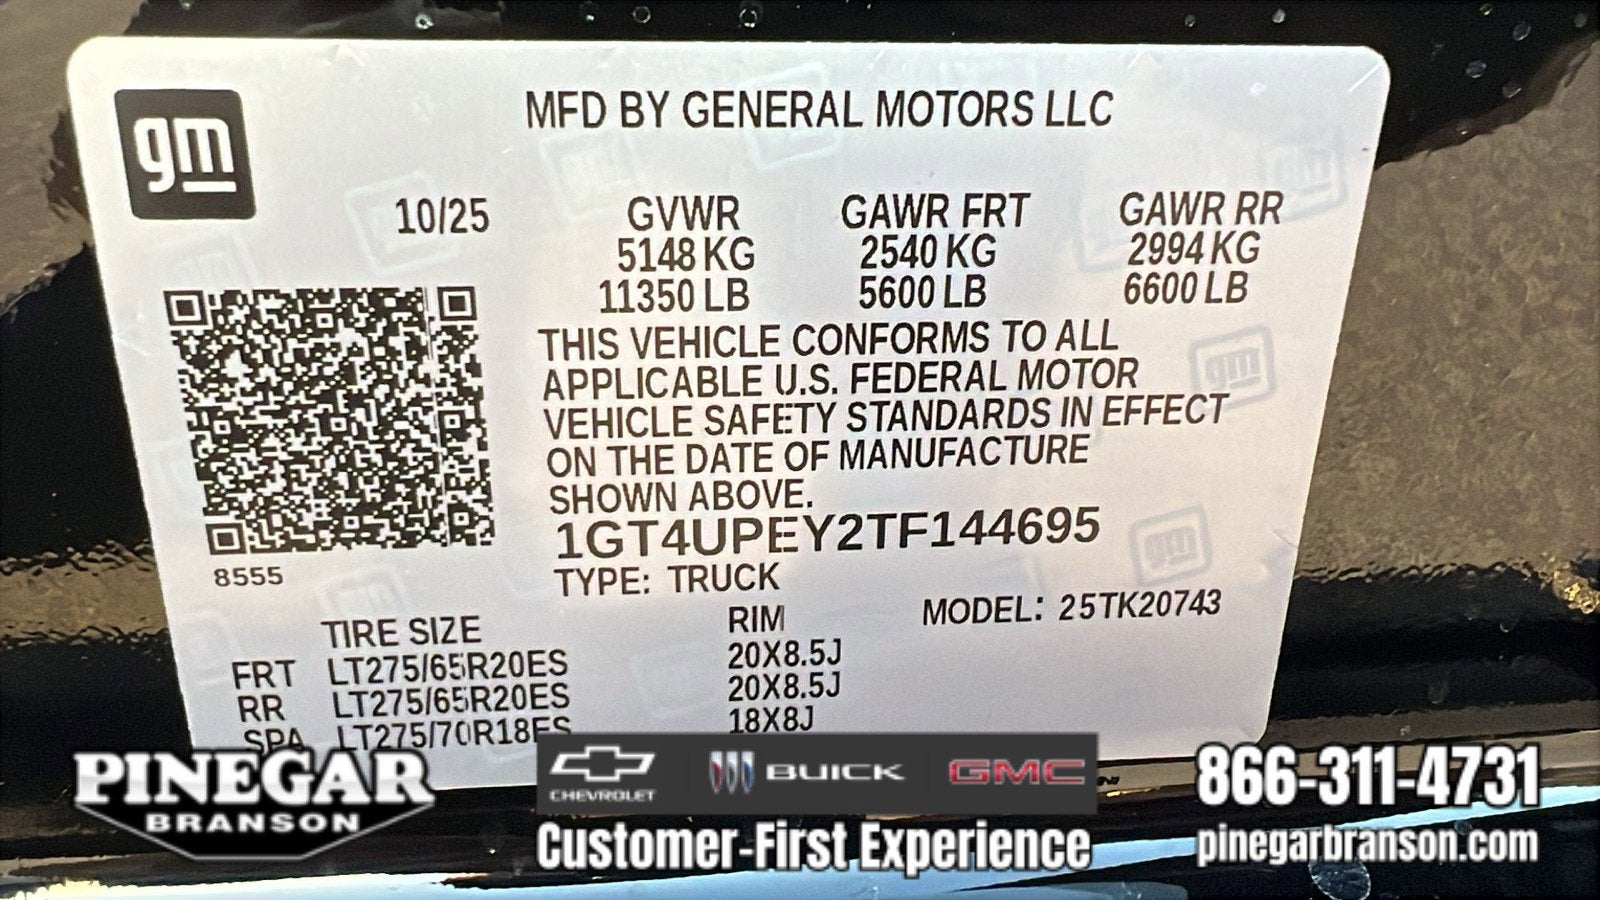 gm
MFD BY GENERAL MOTORS LLC
10/25 GVWR GAWR FRT GAWR RR
5148 KG 2540 KG 2994 KG
11350 LB 5600 LB 6600 LB
THIS VEHICLE CONFORMS TO ALL
APPLICABLE U.S. FEDERAL MOTOR
VEHICLE SAFETY STANDARDS IN EFFECT
ON THE DATE OF MANUFACTURE
SHOWN ABOVE.
1GT4UPEY2TF144695
8555
TYPE: TRUCK
MODEL: 25TK20743
TIRE SIZE RIM
FRT LT275/65R20ES 20X8.5J
RR LT275/65R20ES 20X8.5J
SPA LT275/70R18ES 18X8J
PINEGAR
BRANSON
CHEVROLET
BUICK
GMC
Customer-First Experience
866-311-4731
pinegarbranson.com